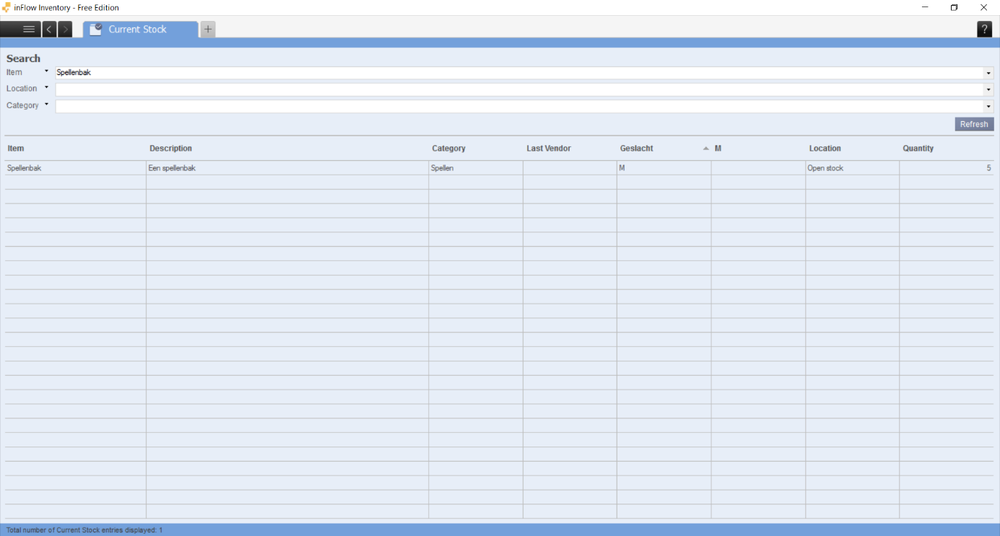 inFlow Inventory - Free Edition
Current Stock
+
?
Search
Item Spellenbak
Location
Category
Refresh
Item Description Category Last Vendor Geslacht M Location Quantity
Spellenbak Een spellenbak Spellen M Open stock 5
Total number of Current Stock entries displayed: 1